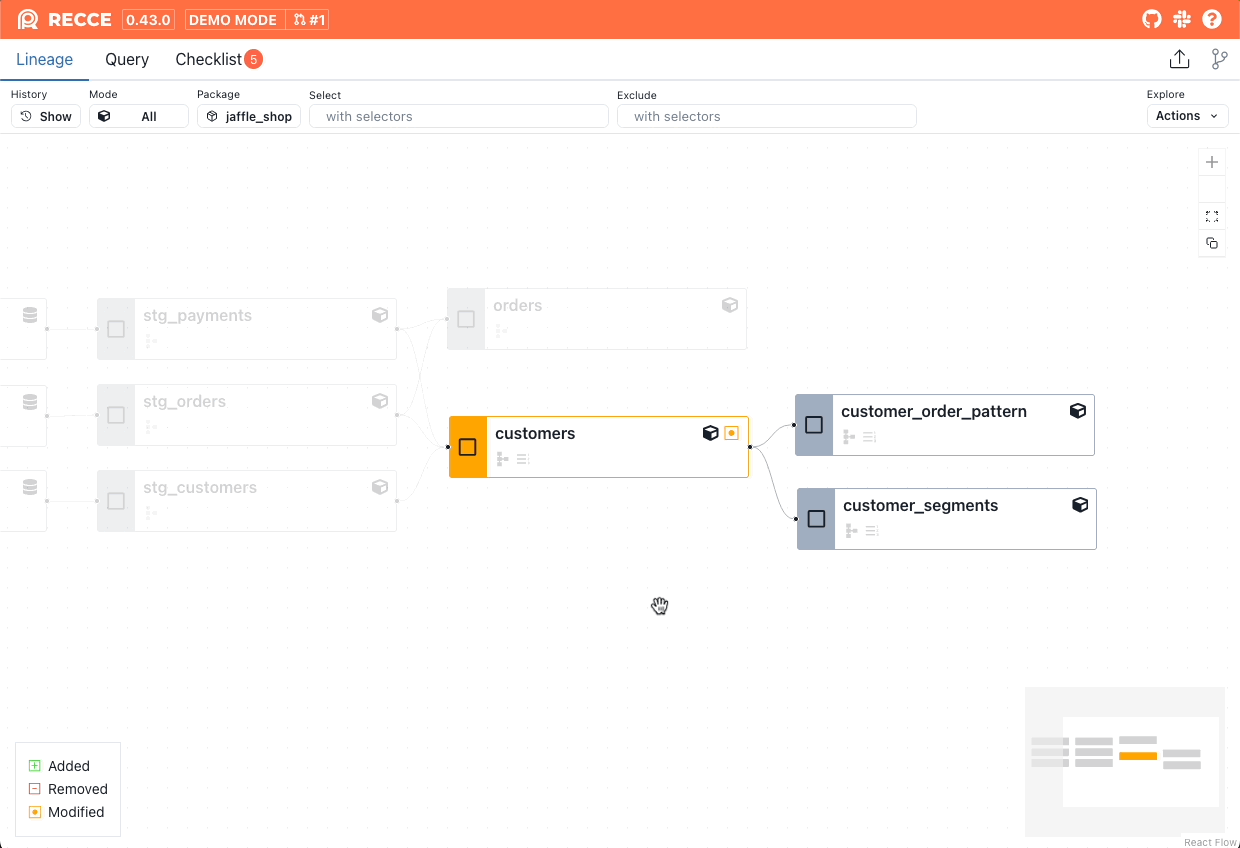 RECCE 0.43.0 DEMO MODE #1
Lineage Query Checklist 5
History Mode Package Select Exclude Explore
Show All jaffle_shop with selectors with selectors Actions
orders
stg_payments
stg_orders
customer_order_pattern
customers
stg_customers
customer_segments
Added
Removed
Modified
React Flow